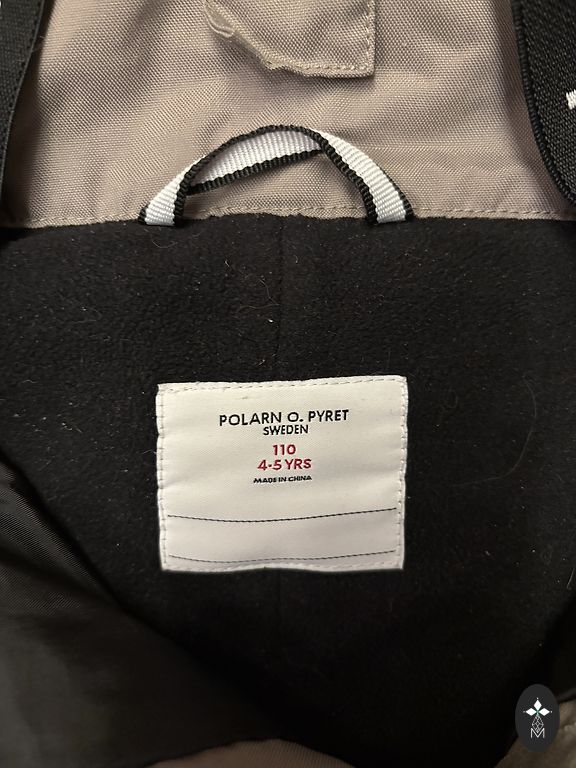 POLARN O. PYRET
SWEDEN
110
4-5 YRS
MADE IN CHINA
M